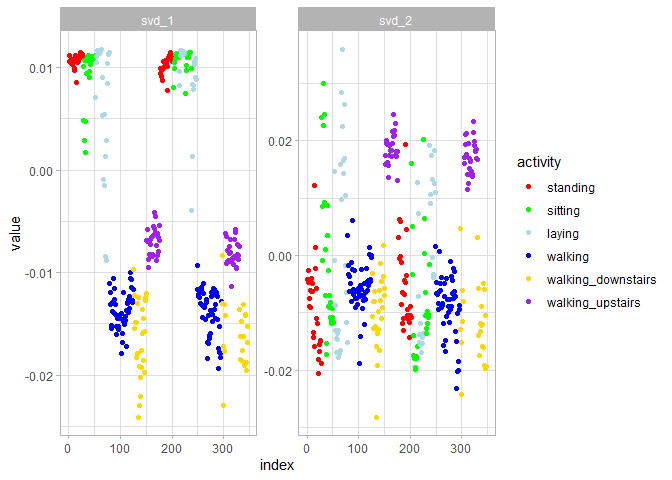 svd_1
svd_2
0.01
0.00
-0.01
-0.02
0.02
0.00
-0.02
value
0
100
200
300
0
100
200
300
index
activity
standing
sitting
laying
walking
walking_downstairs
walking_upstairs